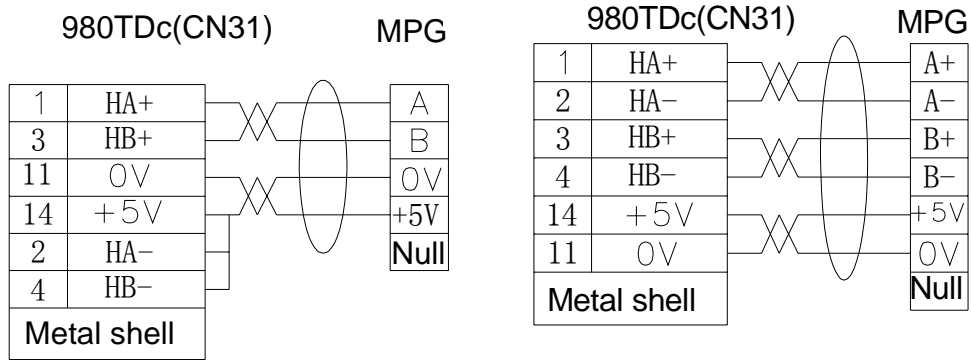 980TDc(CN31) MPG
1 HA+ A
3 HB+ B
11 0V 0V
14 +5V +5V
2 HA− Null
4 HB−
Metal shell
980TDc(CN31) MPG
1 HA+ A+
2 HA− A−
3 HB+ B+
4 HB− B−
14 +5V +5V
11 0V 0V
Metal shell Null